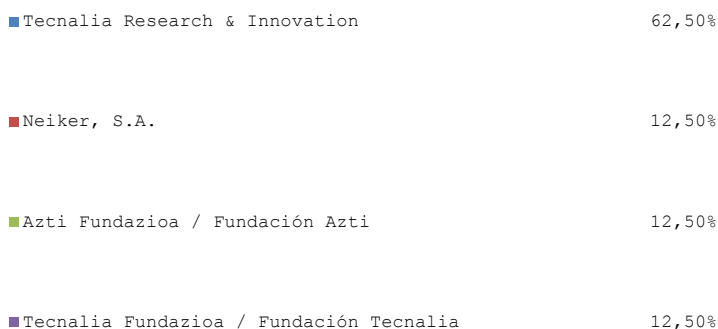 Tecnalia Research & Innovation 62,50%
Neiker, S.A. 12,50%
Azti Fundazioa / Fundación Azti 12,50%
Tecnalia Fundazioa / Fundación Tecnalia 12,50%